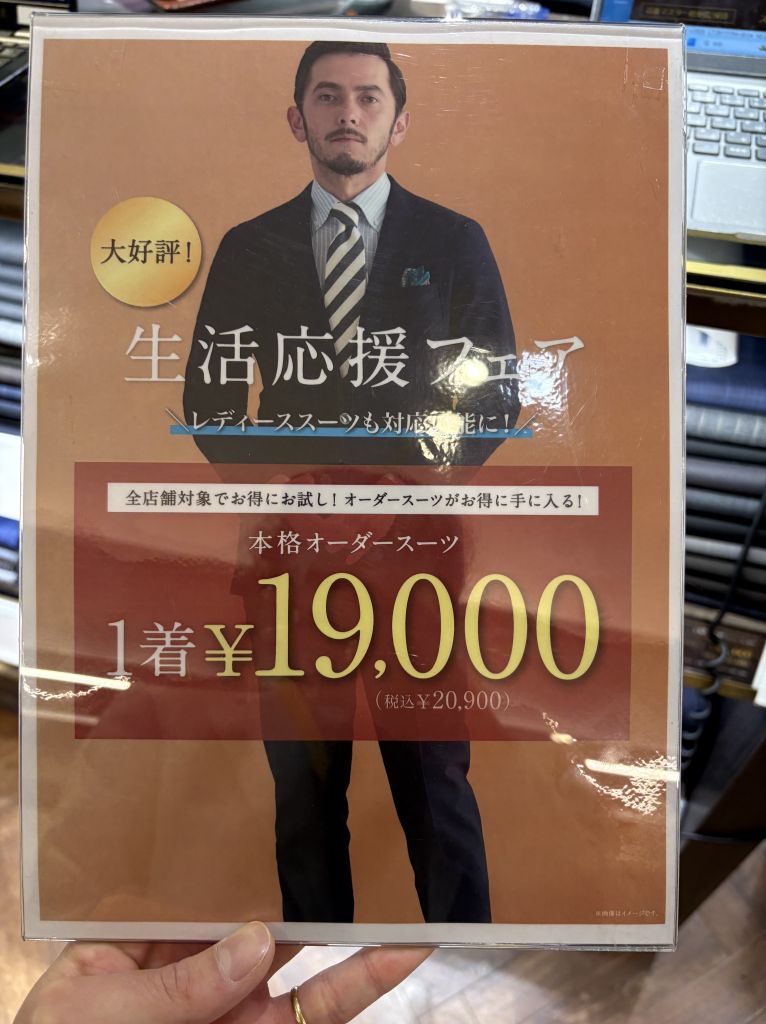 大好評!
生活応援フェア
\レディーススーツも対応可能に!/
全店舗対象でお得にお試し!オーダースーツがお得に手に入る!
本格オーダースーツ
1着¥19,000
(税込¥20,900)
※画像はイメージです。